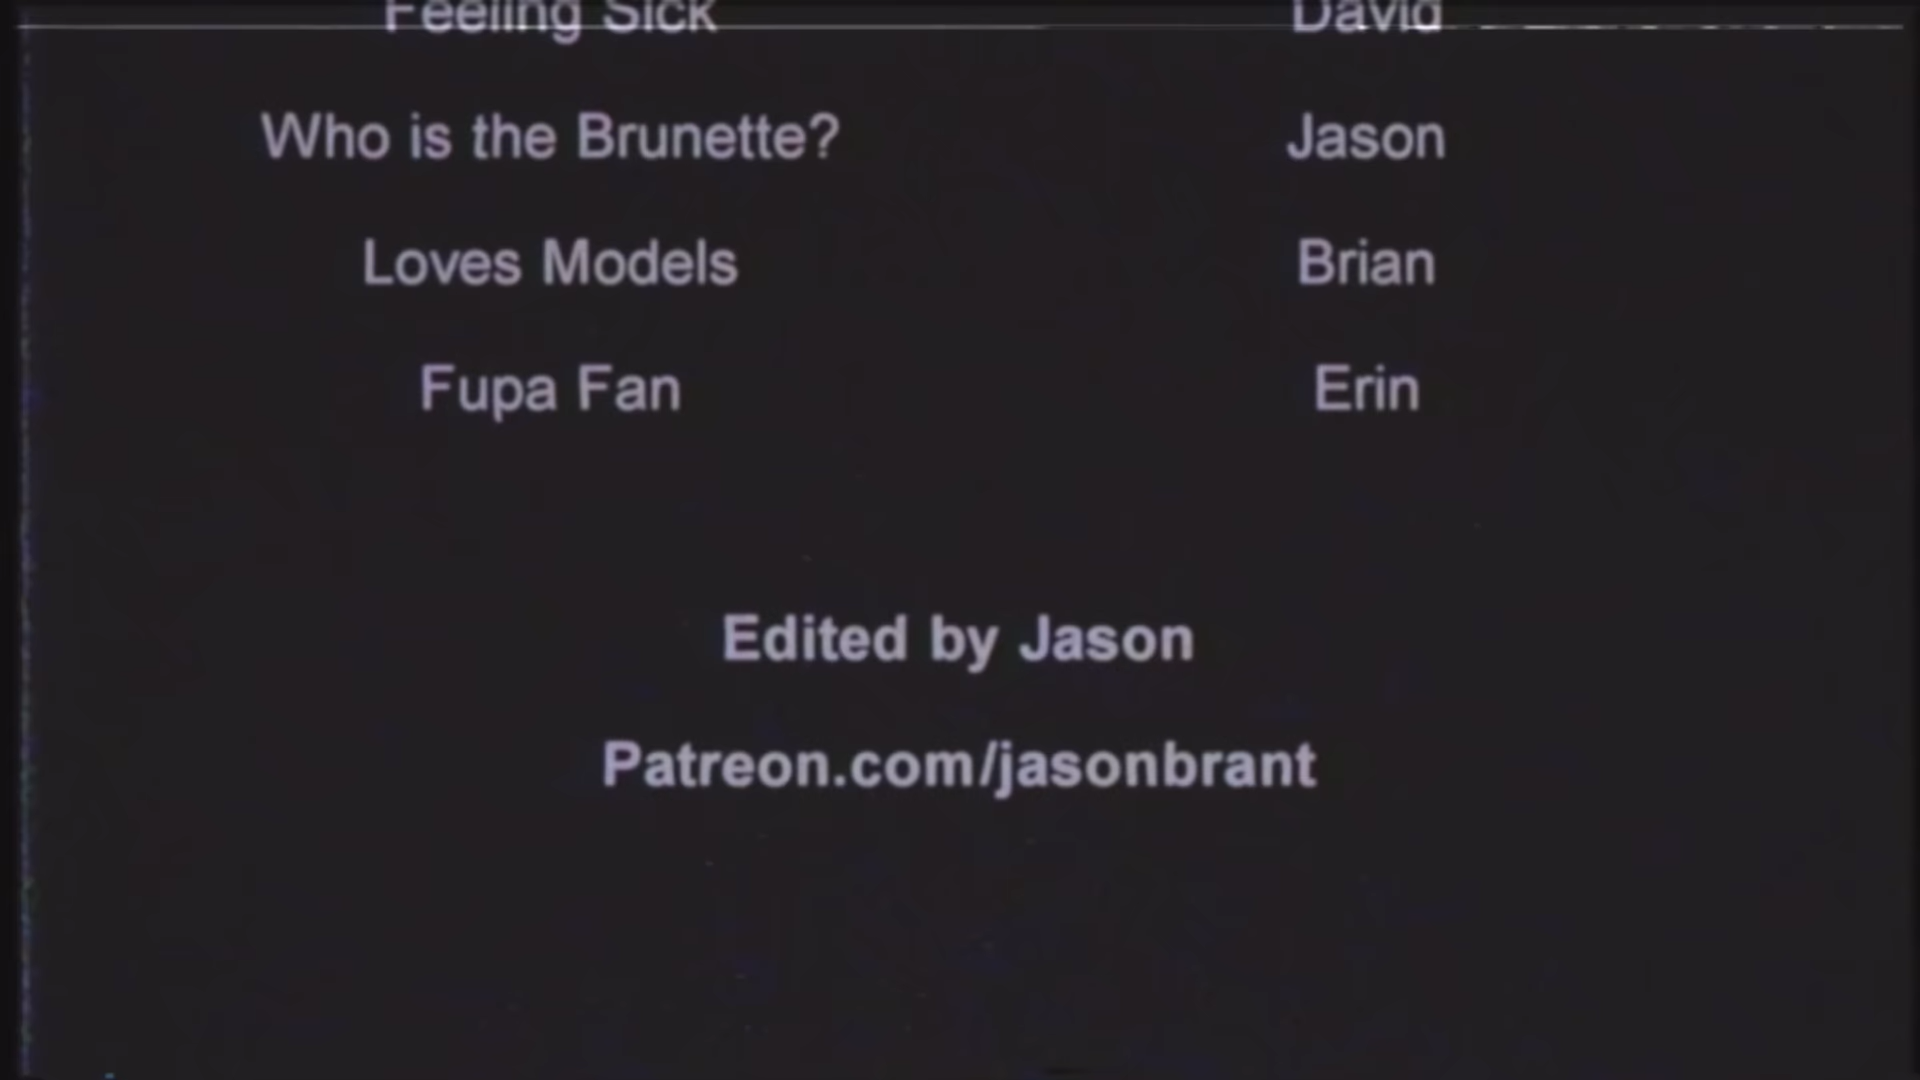 Feeling Sick David
Who is the Brunette? Jason
Loves Models Brian
Fupa Fan Erin
Edited by Jason
Patreon.com/jasonbrant